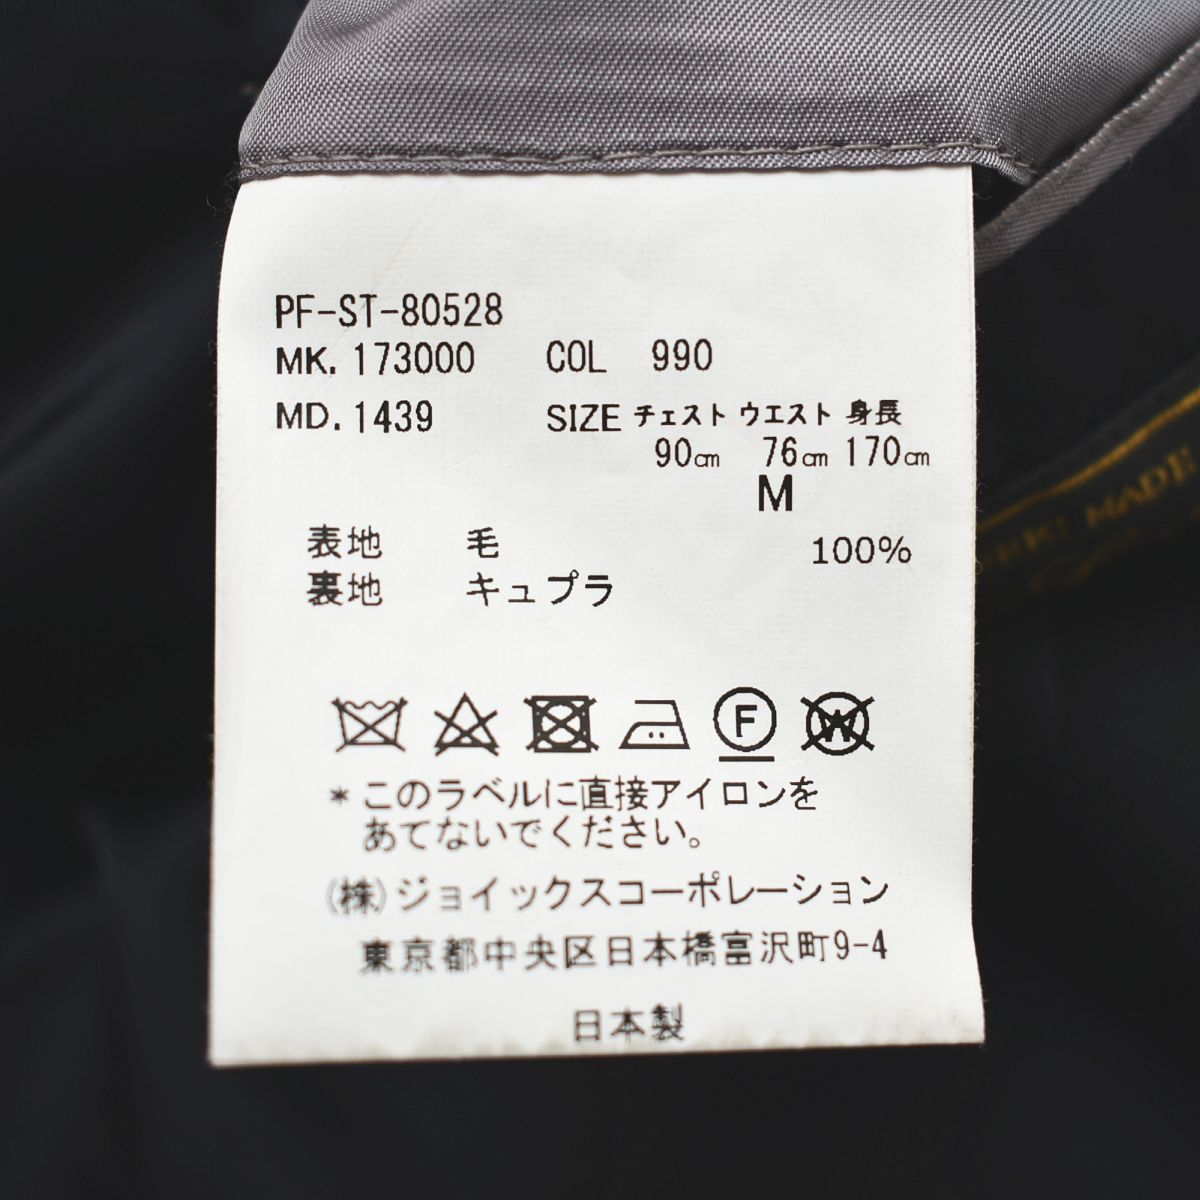 PF-ST-80528
MK. 173000 COL 990
MD. 1439 SIZE チェスト ウエスト 身長
90㎝ 76㎝ 170㎝
M
表地 毛 100%
裏地 キュプラ
F W
*このラベルに直接アイロンを
あてないでください。
(株)ジョイックスコーポレーション
東京都中央区日本橋富沢町9-4
日本製
MADE